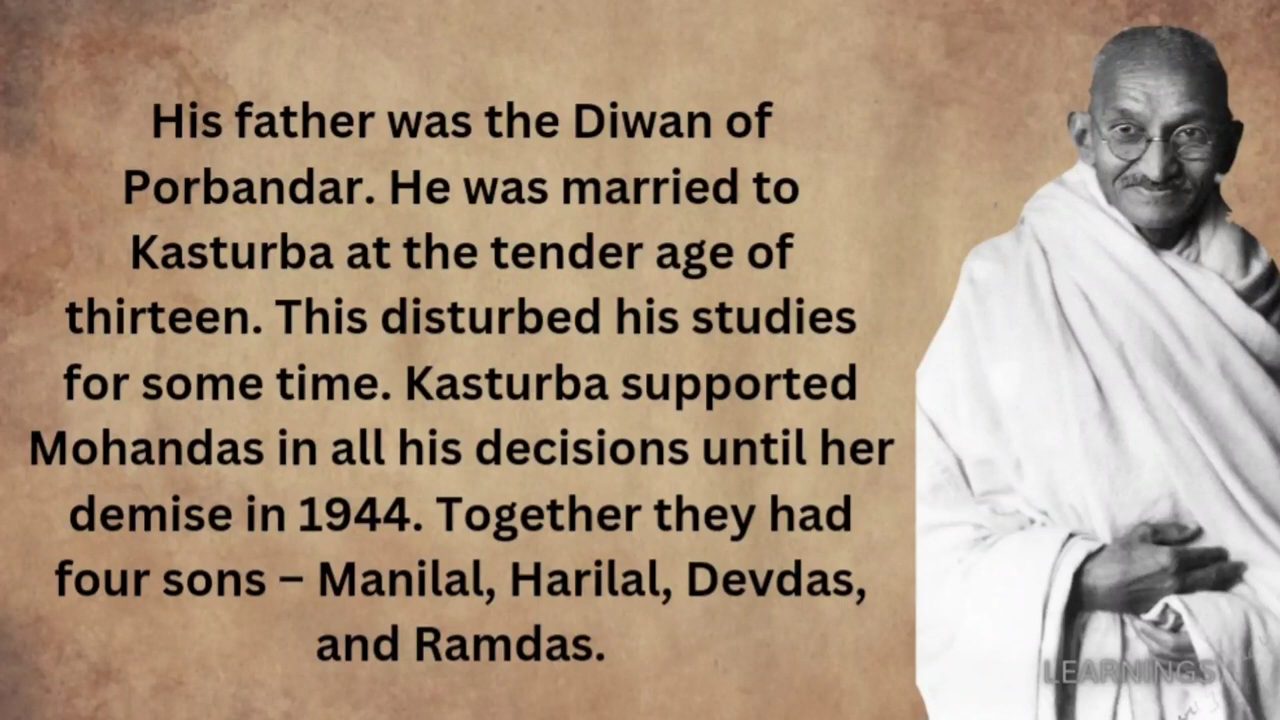 His father was the Diwan of
Porbandar. He was married to
Kasturba at the tender age of
thirteen. This disturbed his studies
for some time. Kasturba supported
Mohandas in all his decisions until her
demise in 1944. Together they had
four sons – Manilal, Harilal, Devdas,
and Ramdas.
LEARNINGS